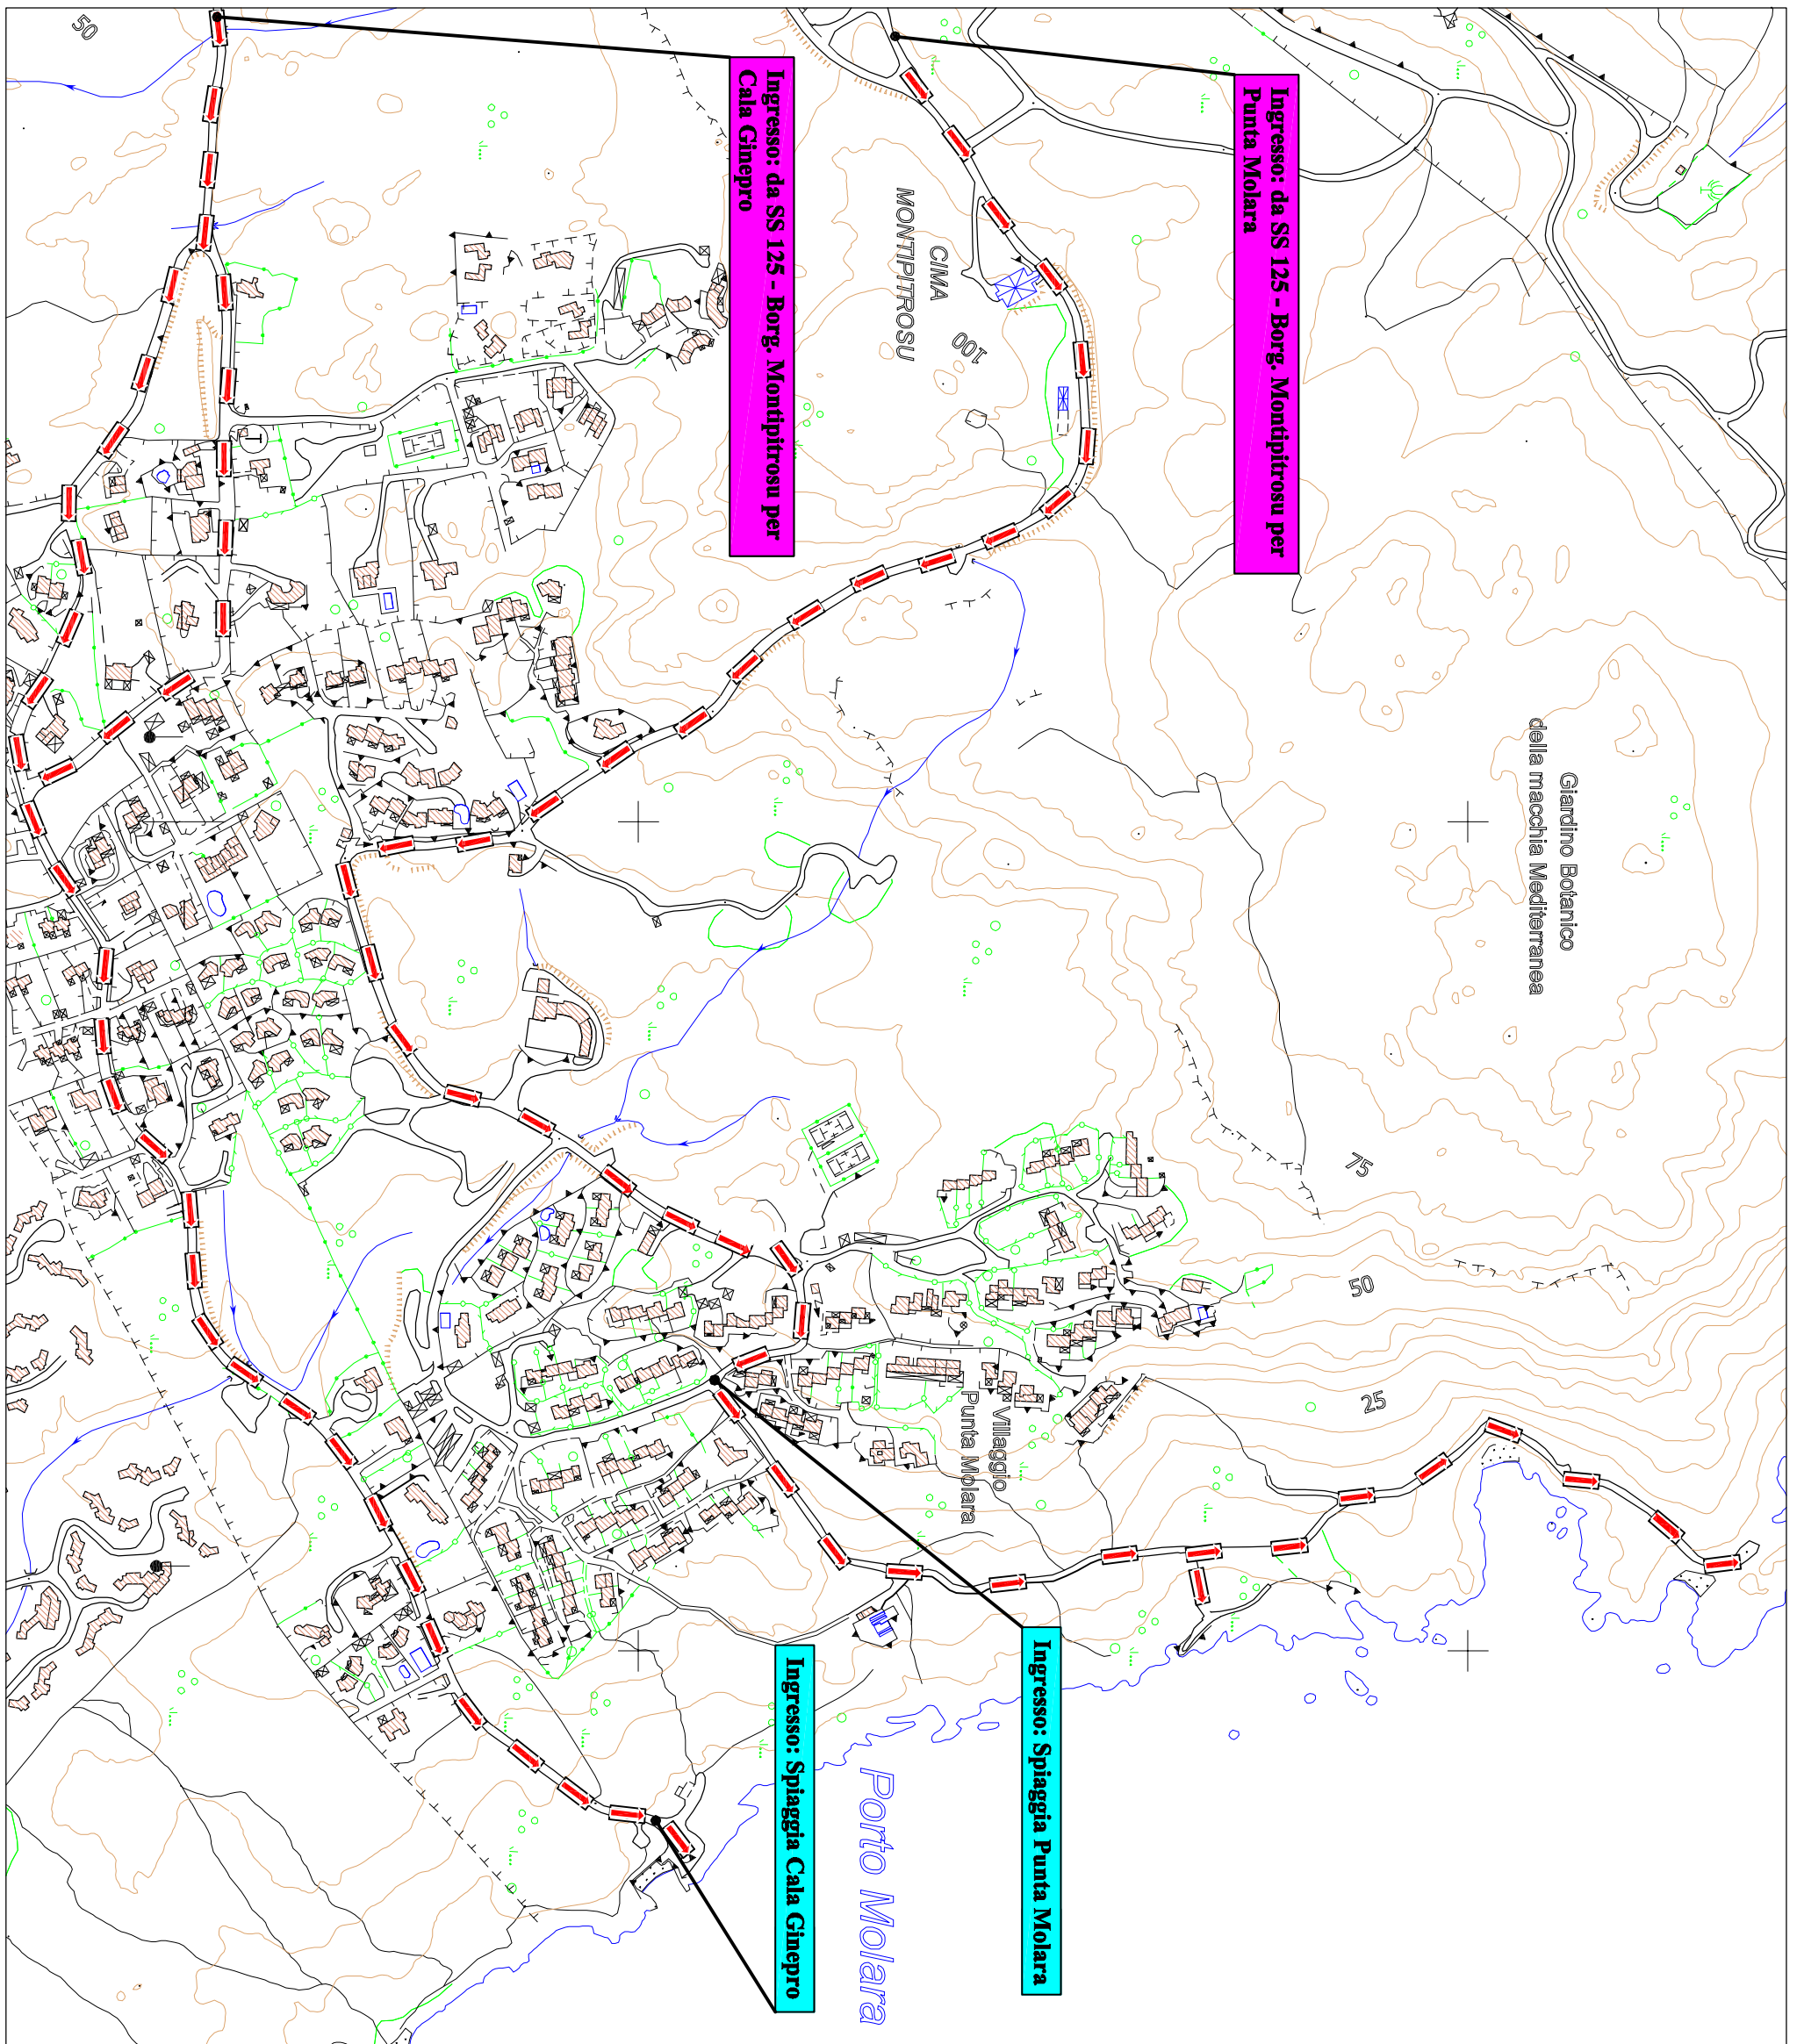 Ingresso: da SS 125 - Borg. Montipitrosu per
Punta Molara
Ingresso: da SS 125 - Borg. Montipitrosu per
Cala Ginepro
Giardino Botanico
della macchia Mediterranea
CIMA
MONTIPITROSU
100
50
75
50
25
Villaggio
Punta Molara
Ingresso: Spiaggia Punta Molara
Porto Molara
Ingresso: Spiaggia Cala Ginepro